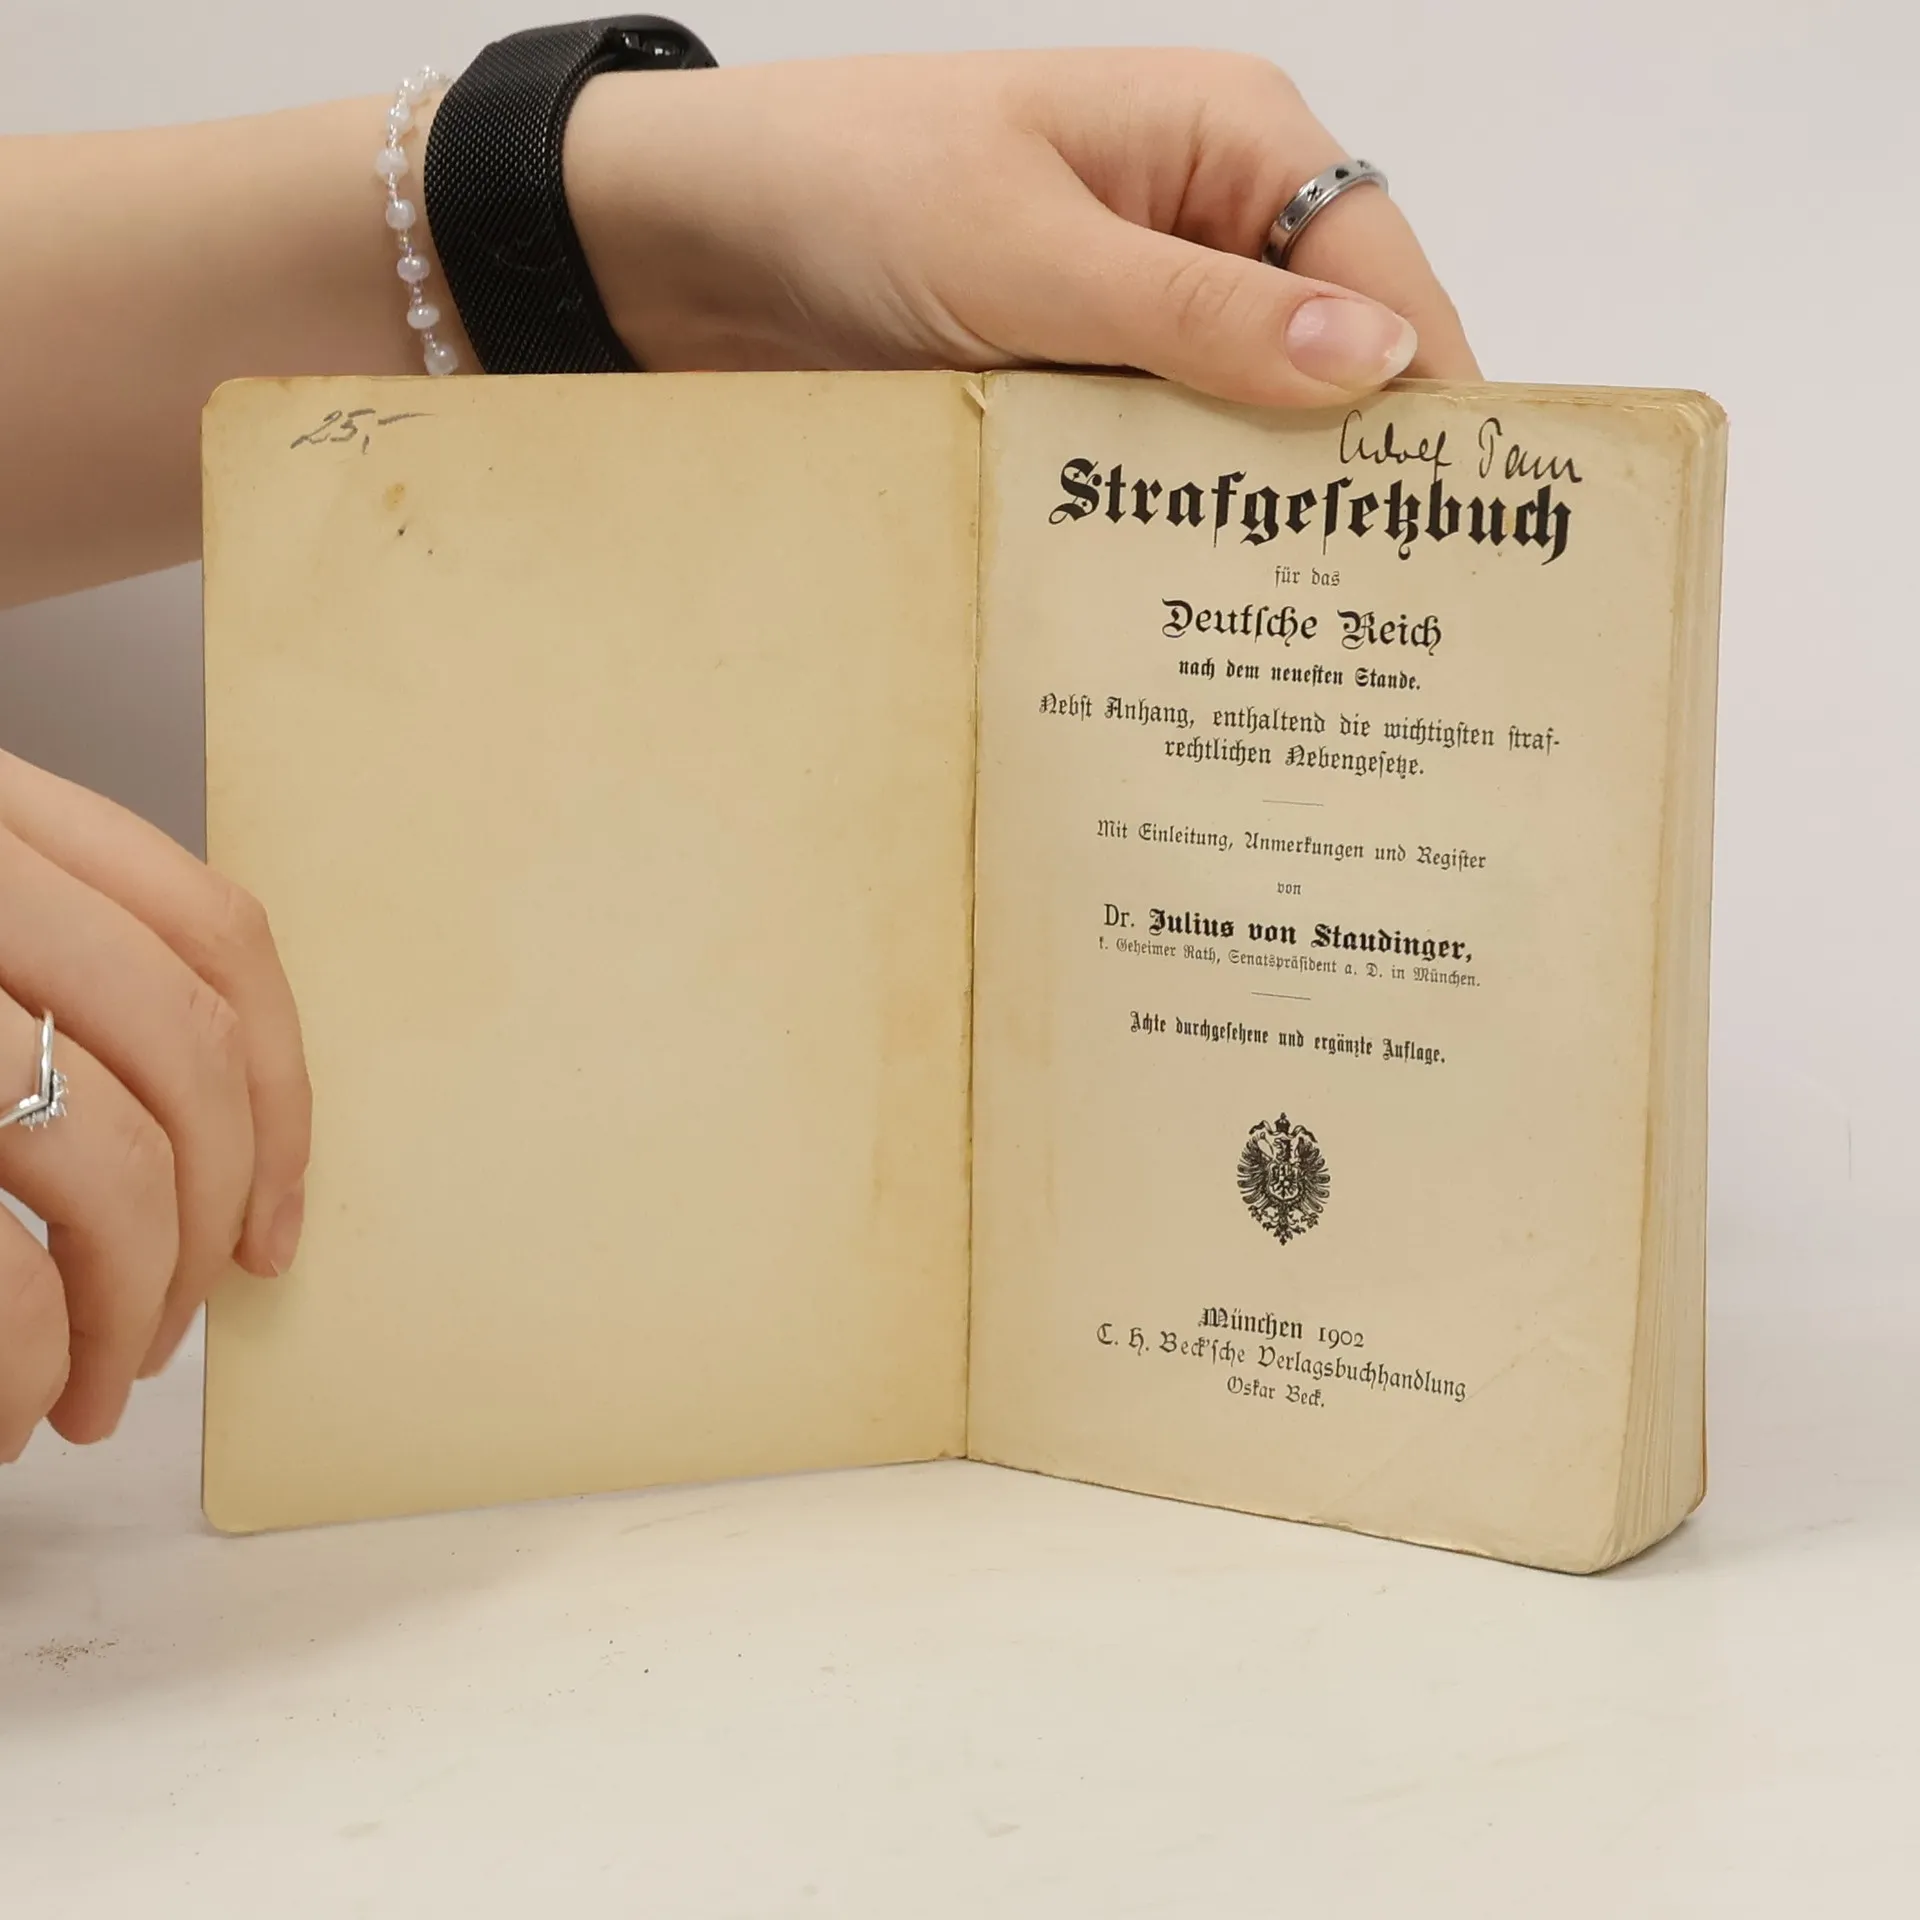 25,-
Adolf
Strafgeſetzbuch
für das
Deutſche Reich
nach dem neueſten Stande.
Nebſt Anhang, enthaltend die wichtigſten ſtraf-
rechtlichen Nebengeſetze.
Mit Einleitung, Anmerkungen und Regiſter
von
Dr. Julius von Staudinger,
k. Geheimer Rath, Senatspräſident a. D. in München.
Achte durchgeſehene und ergänzte Auflage.
München 1902
C. H. Beck'ſche Verlagsbuchhandlung
Oskar Beck.